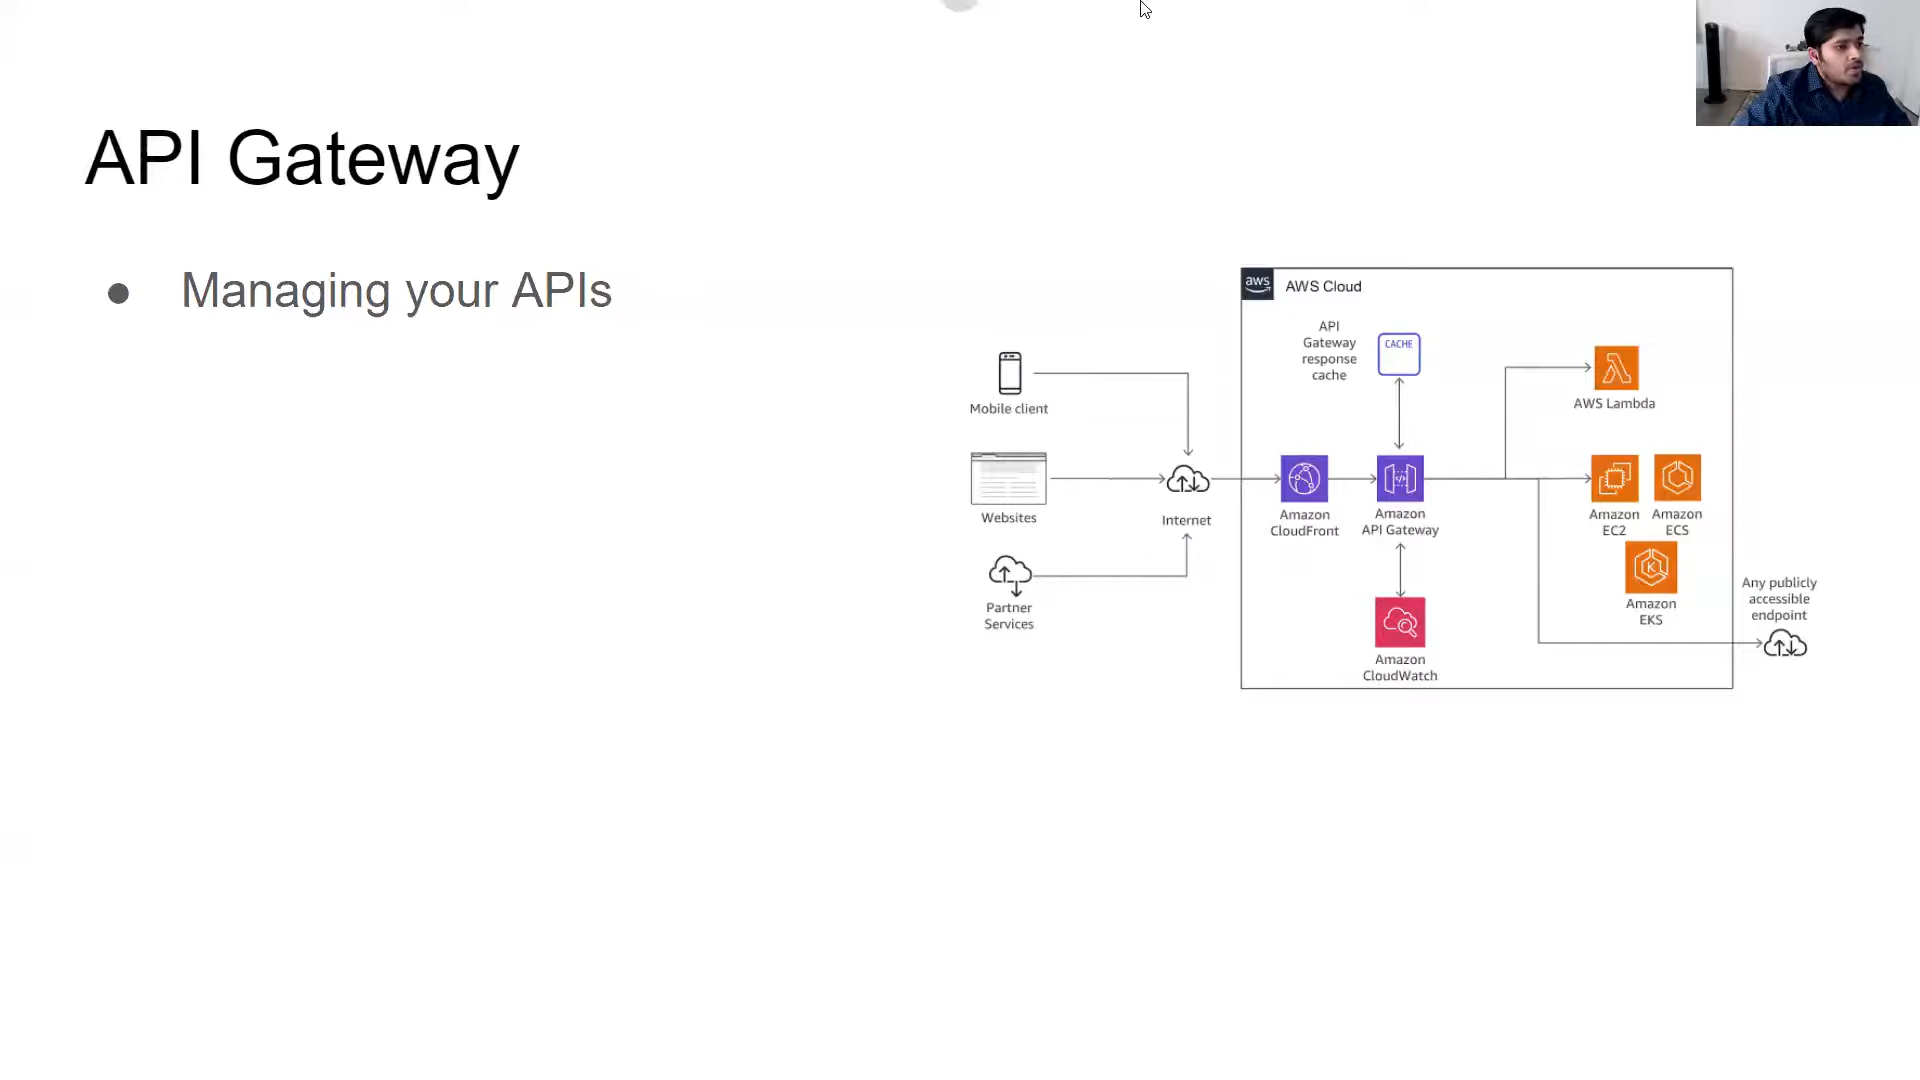 API Gateway
● Managing your APIs
aws
AWS Cloud
API
Gateway
response
cache
CACHE
Mobile client
AWS Lambda
Websites
Internet
Amazon
CloudFront
Amazon
API Gateway
Amazon
EC2
Amazon
ECS
Partner
Services
K
Amazon
EKS
Any publicly
accessible
endpoint
Amazon
CloudWatch